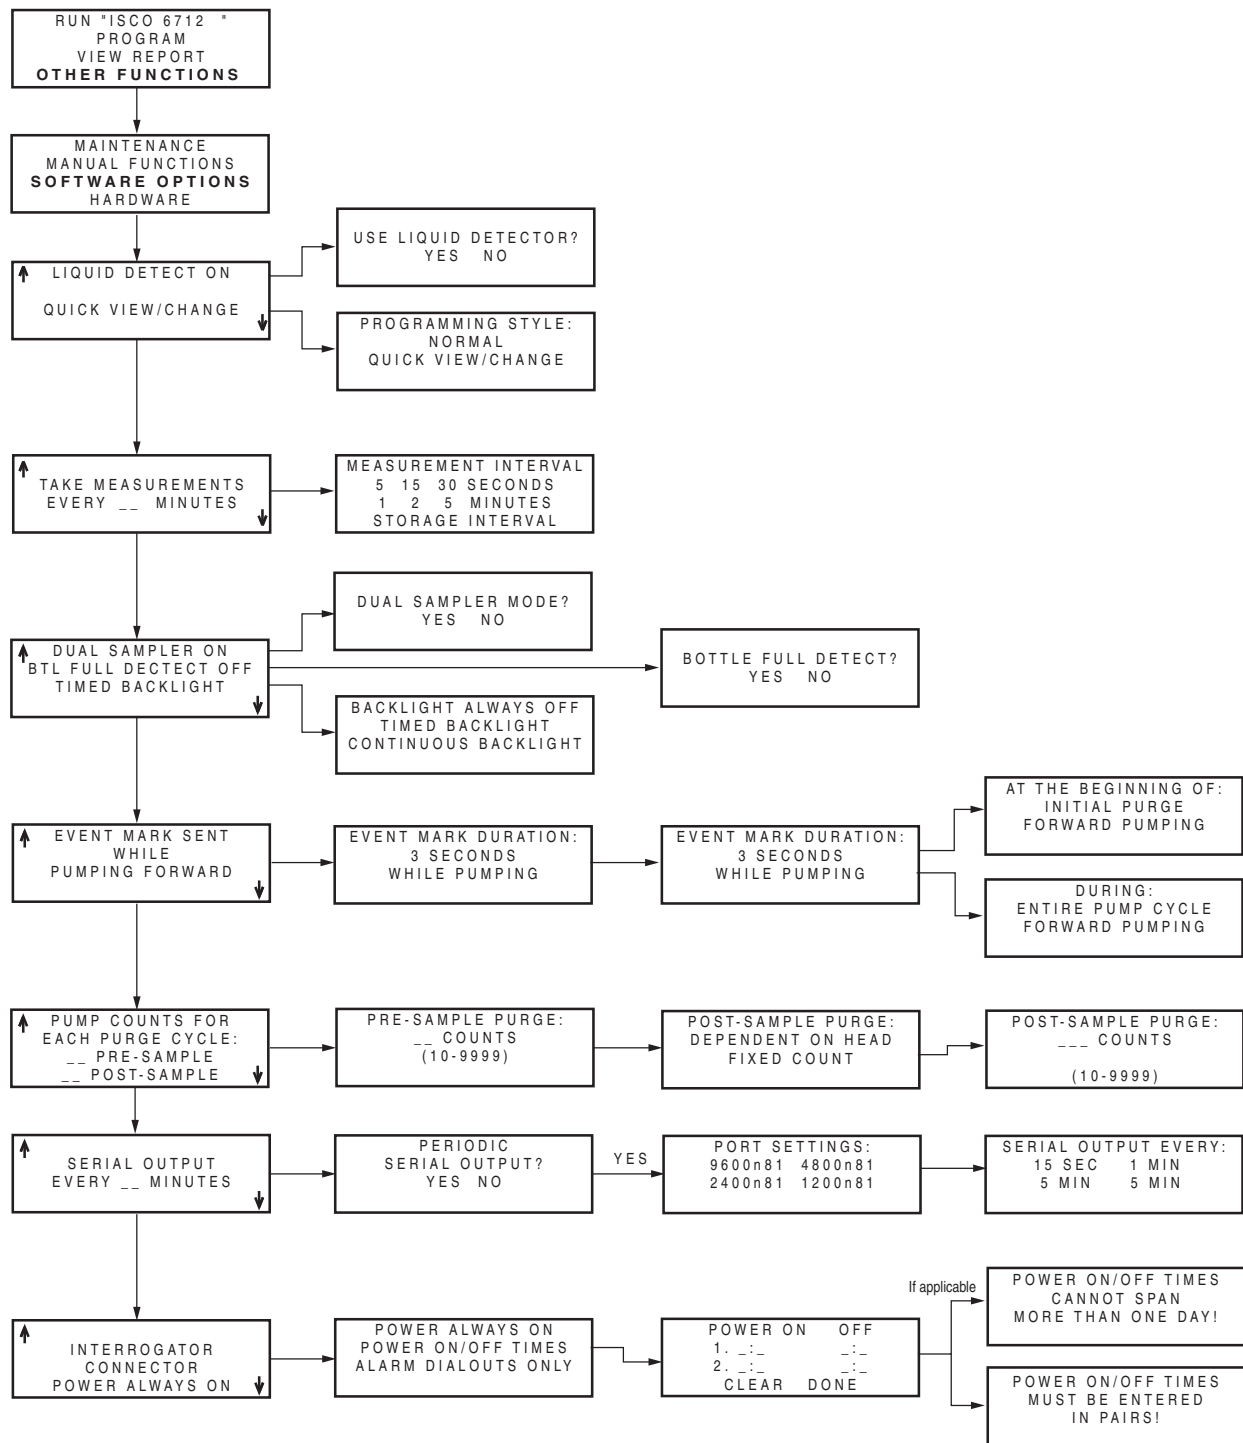 RUN "ISCO 6712 "
PROGRAM
VIEW REPORT
OTHER FUNCTIONS
MAINTENANCE
MANUAL FUNCTIONS
SOFTWARE OPTIONS
HARDWARE
LIQUID DETECT ON
QUICK VIEW/CHANGE
USE LIQUID DETECTOR?
YES NO
PROGRAMMING STYLE:
NORMAL
QUICK VIEW/CHANGE
TAKE MEASUREMENTS
EVERY __ MINUTES
MEASUREMENT INTERVAL
5 15 30 SECONDS
1 2 5 MINUTES
STORAGE INTERVAL
DUAL SAMPLER ON
BTL FULL DECTECT OFF
TIMED BACKLIGHT
DUAL SAMPLER MODE?
YES NO
BOTTLE FULL DETECT?
YES NO
BACKLIGHT ALWAYS OFF
TIMED BACKLIGHT
CONTINUOUS BACKLIGHT
EVENT MARK SENT
WHILE
PUMPING FORWARD
EVENT MARK DURATION:
3 SECONDS
WHILE PUMPING
EVENT MARK DURATION:
3 SECONDS
WHILE PUMPING
AT THE BEGINNING OF:
INITIAL PURGE
FORWARD PUMPING
DURING:
ENTIRE PUMP CYCLE
FORWARD PUMPING
PUMP COUNTS FOR
EACH PURGE CYCLE:
__ PRE-SAMPLE
__ POST-SAMPLE
PRE-SAMPLE PURGE:
__ COUNTS
(10-9999)
POST-SAMPLE PURGE:
DEPENDENT ON HEAD
FIXED COUNT
POST-SAMPLE PURGE:
___ COUNTS
(10-9999)
SERIAL OUTPUT
EVERY __ MINUTES
PERIODIC
SERIAL OUTPUT?
YES NO
YES
PORT SETTINGS:
9600n81 4800n81
2400n81 1200n81
SERIAL OUTPUT EVERY:
15 SEC 1 MIN
5 MIN 5 MIN
INTERROGATOR
CONNECTOR
POWER ALWAYS ON
POWER ALWAYS ON
POWER ON/OFF TIMES
ALARM DIALOUTS ONLY
POWER ON OFF
1. _:_ _:_
2. _:_ _:_
CLEAR DONE
If applicable
POWER ON/OFF TIMES
CANNOT SPAN
MORE THAN ONE DAY!
POWER ON/OFF TIMES
MUST BE ENTERED
IN PAIRS!